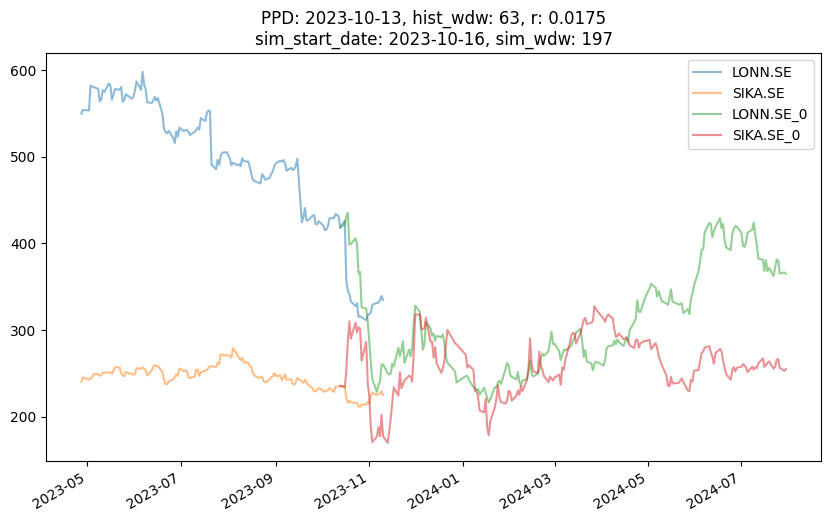 PPD: 2023-10-13, hist_wdw: 63, r: 0.0175
sim_start_date: 2023-10-16, sim_wdw: 197
LONN.SE
SIKA.SE
LONN.SE_0
SIKA.SE_0
600
500
400
300
200
2023-05
2023-07
2023-09
2023-11
2024-01
2024-03
2024-05
2024-07